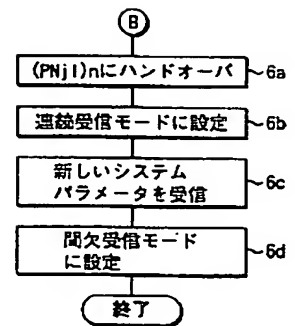 B
(PNjl)nにハンドオーバ
6a
連続受信モードに設定
6b
新しいシステム
パラメータを受信
6c
間欠受信モード
に設定
6d
終了